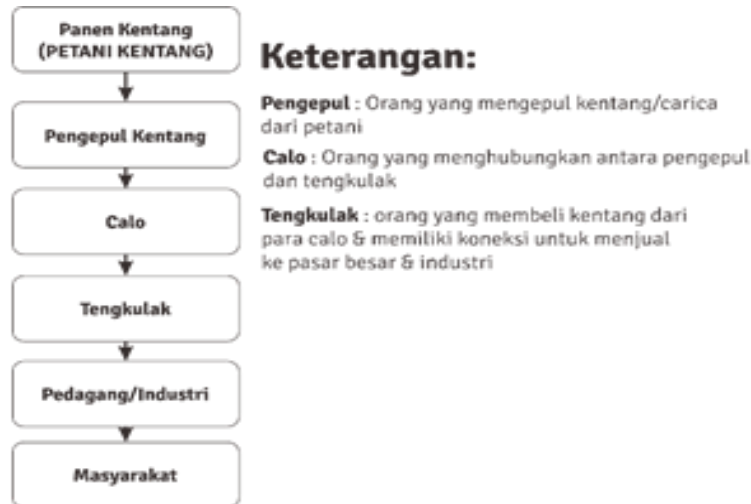 Panen Kentang
(PETANI KENTANG)
Pengepul Kentang
Calo
Tengkulak
Pedagang/Industri
Masyarakat
Keterangan:
Pengepul : Orang yang mengepul kentang/carica
dari petani
Calo : Orang yang menghubungkan antara pengepul
dan tengkulak
Tengkulak : orang yang membeli kentang dari
para calo & memiliki koneksi untuk menjual
ke pasar besar & industri